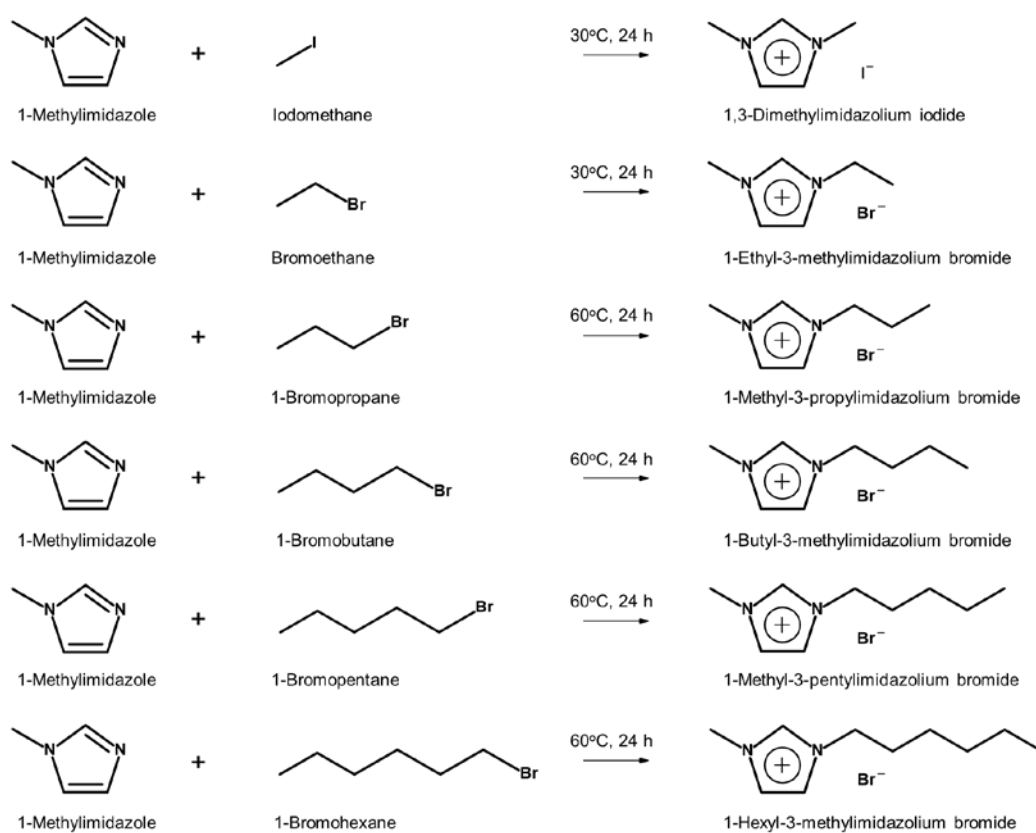 N N + I 30°C, 24 h N + N I⁻
1-Methylimidazole Iodomethane 1,3-Dimethylimidazolium iodide
N N + Br 30°C, 24 h N + N Br⁻
1-Methylimidazole Bromoethane 1-Ethyl-3-methylimidazolium bromide
N N + Br 60°C, 24 h N + N Br⁻
1-Methylimidazole 1-Bromopropane 1-Methyl-3-propylimidazolium bromide
N N + Br 60°C, 24 h N + N Br⁻
1-Methylimidazole 1-Bromobutane 1-Butyl-3-methylimidazolium bromide
N N + Br 60°C, 24 h N + N Br⁻
1-Methylimidazole 1-Bromopentane 1-Methyl-3-pentylimidazolium bromide
N N + Br 60°C, 24 h N + N Br⁻
1-Methylimidazole 1-Bromohexane 1-Hexyl-3-methylimidazolium bromide